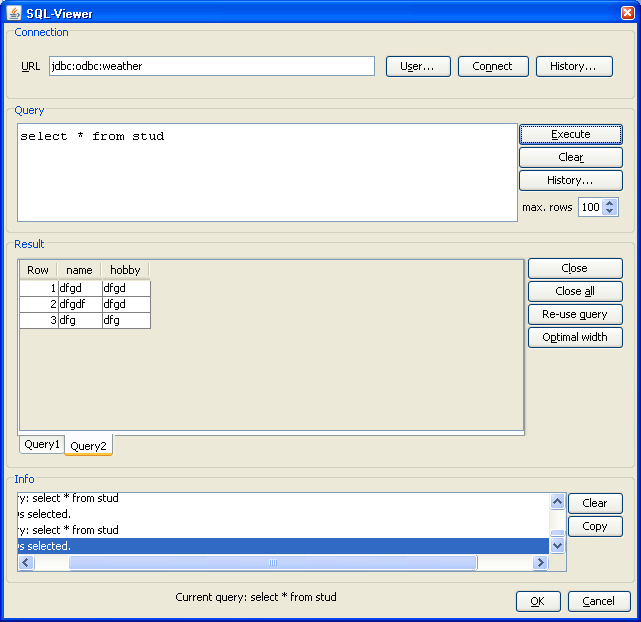 SQL-Viewer
Connection
URL jdbc:odbc:weather User... Connect History...
Query
select * from stud
Execute
Clear
History...
max. rows 100
Result
Row name hobby
1 dfgd dfgd
2 dfgdf dfgd
3 dfg dfg
Close
Close all
Re-use query
Optimal width
Query1 Query2
Info
ry: select * from stud
s selected.
ry: select * from stud
s selected.
Clear
Copy
Current query: select * from stud
OK Cancel